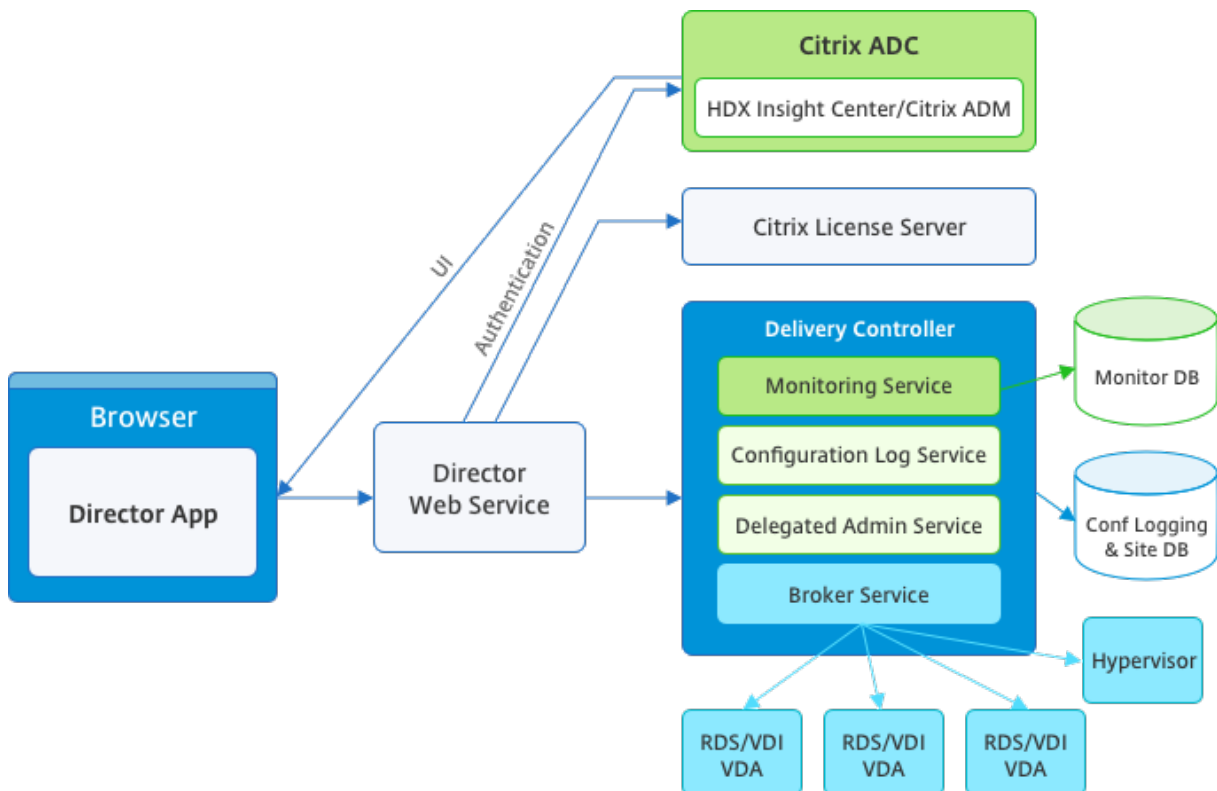 Citrix ADC
HDX Insight Center/Citrix ADM
UI
Authentication
Citrix License Server
Browser
Director App
Director
Web Service
Delivery Controller
Monitoring Service
Configuration Log Service
Delegated Admin Service
Broker Service
Monitor DB
Conf Logging
& Site DB
Hypervisor
RDS/VDI
VDA
RDS/VDI
VDA
RDS/VDI
VDA